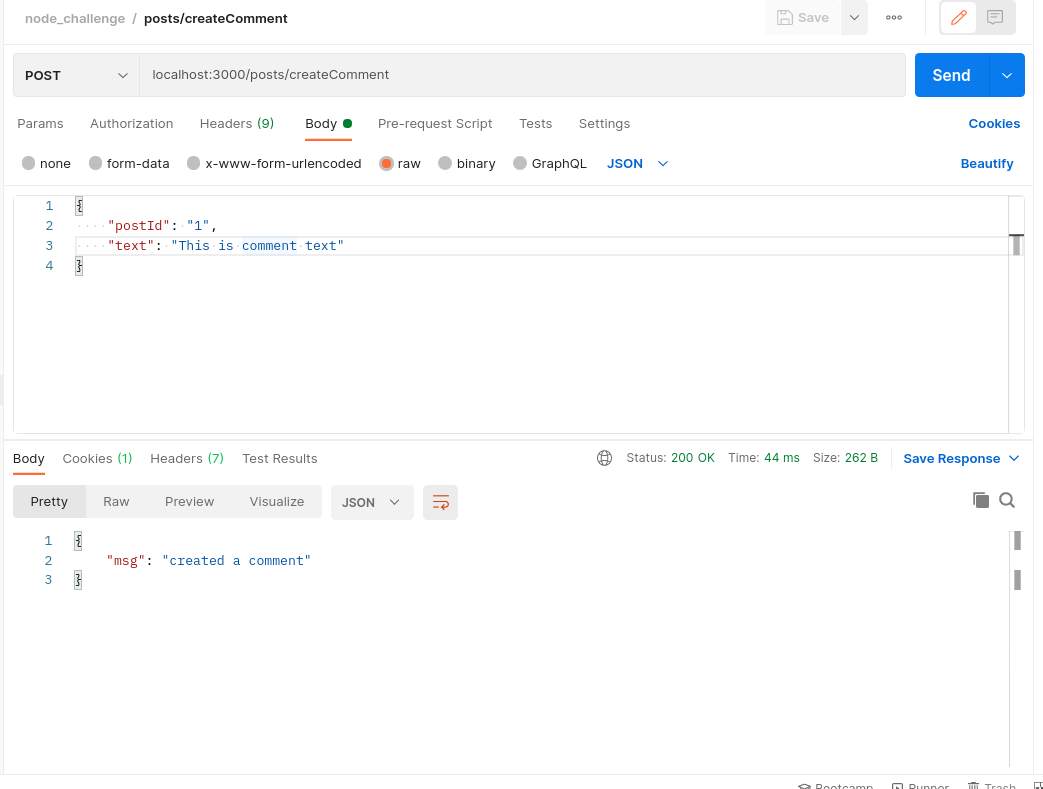 node_challenge / posts/createComment Save
POST localhost:3000/posts/createComment Send
Params Authorization Headers (9) Body Pre-request Script Tests Settings Cookies
none form-data x-www-form-urlencoded raw binary GraphQL JSON Beautify
1 {
2 "postId": "1",
3 "text": "This is comment text"
4 }
Body Cookies (1) Headers (7) Test Results Status: 200 OK Time: 44 ms Size: 262 B Save Response
Pretty Raw Preview Visualize JSON
1 {
2 "msg": "created a comment"
3 }
Bootcamp Runner Trash